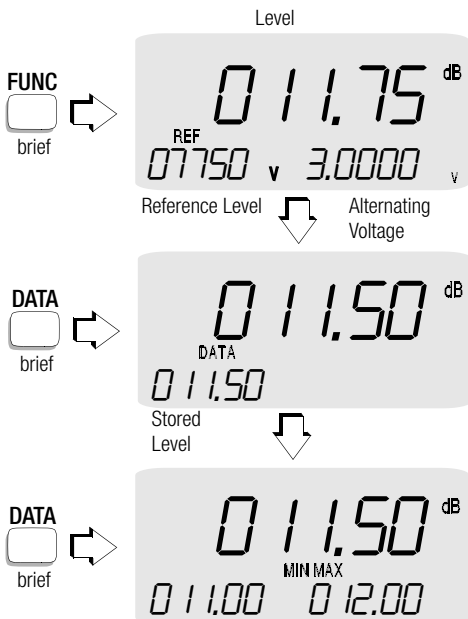 Level
FUNC
brief
011.75 dB
REF
07750 V 3.0000 V
Reference Level
Alternating
Voltage
DATA
brief
011.50 dB
DATA
011.50
Stored
Level
DATA
brief
011.50 dB
MIN MAX
011.00 012.00